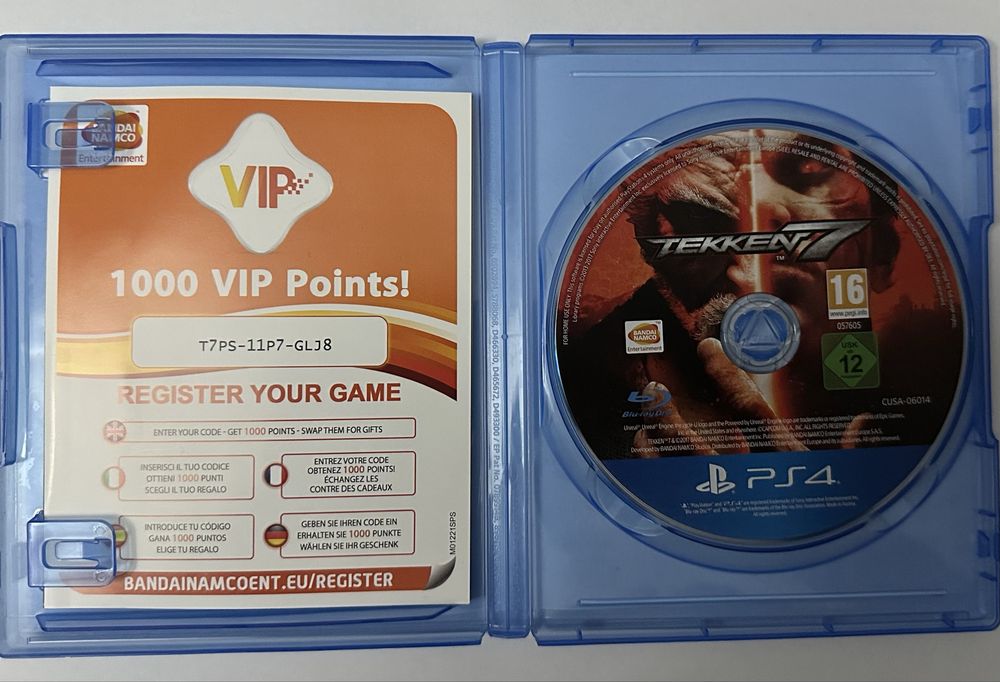 BANDAI
NAMCO
Entertainment
VIP
1000 VIP Points!
T7PS-11P7-GLJ8
REGISTER YOUR GAME
ENTER YOUR CODE - GET 1000 POINTS - SWAP THEM FOR GIFTS
INSERISCI IL TUO CODICE
OTTIENI 1000 PUNTI
SCEGLI IL TUO REGALO
ENTREZ VOTRE CODE
OBTENEZ 1000 POINTS!
ÉCHANGEZ LES
CONTRE DES CADEAUX
INTRODUCE TU CÓDIGO
GANA 1000 PUNTOS
ELIGE TU REGALO
GEBEN SIE IHREN CODE EIN
ERHALTEN SIE 1000 PUNKTE
WÄHLEN SIE IHR GESCHENK
M01221SPS
BANDAINAMCOENT.EU/REGISTER
TEKKEN 7
TM
16
www.pegi.info
057605
USK
ab
12
BANDAI
NAMCO
Entertainment
Blu-ray Disc
CUSA-06014
PS4